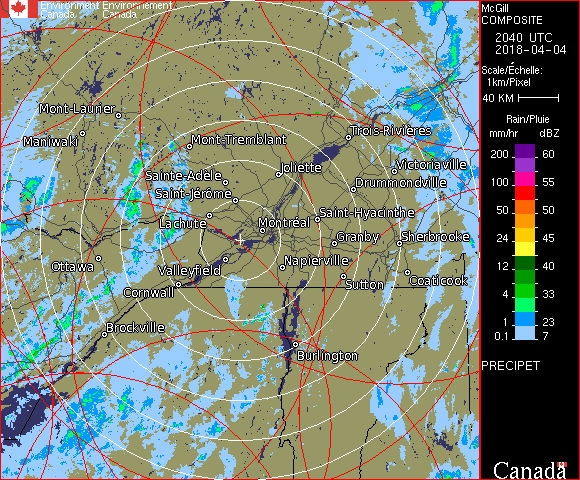 Environment Environnement
Canada Canada
McGill
COMPOSITE
2040 UTC
2018-04-04
Scale/Échelle:
1km/Pixel
40 KM
Rain/Pluie
mm/hr dBZ
200 60
100 55
50 50
24 45
12 40
4 33
1 23
0.1 7
PRECIPET
Canada
Mont-Laurier
Maniwaki
Mont-Tremblant
Trois-Rivières
Sainte-Adèle
Joliette
Victoriaville
Saint-Jérôme
Drummondville
Lachute
Montréal
Saint-Hyacinthe
Granby
Sherbrooke
Ottawa
Valleyfield
Napierville
Cornwall
Sutton
Coaticook
Brockville
Burlington